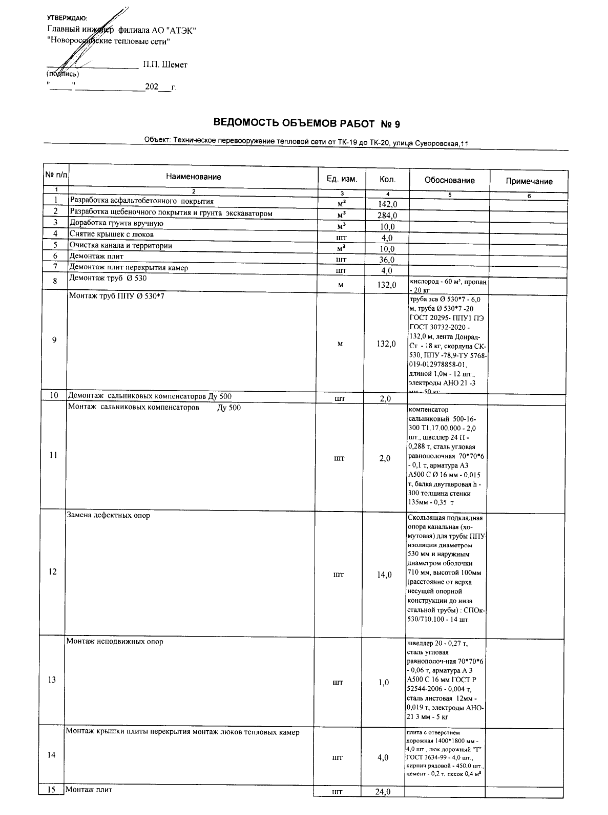 УТВЕРЖДАЮ:
Главный инженер филиала АО "АТЭК"
"Новороссийские тепловые сети"
П.П. Шемет
(подпись)
"____"____________202___г.
ВЕДОМОСТЬ ОБЪЕМОВ РАБОТ № 9
Объект: Техническое перевооружение тепловой сети от ТК-19 до ТК-20, улица Суворовская,11
№ п/п Наименование Ед. изм. Кол. Обоснование Примечание
1 2 3 4 5 6
1 Разработка асфальтобетонного покрытия м² 142,0
2 Разработка щебеночного покрытия и грунта экскаватором м³ 284,0
3 Доработка грунта вручную м³ 10,0
4 Снятие крышек с люков шт 4,0
5 Очистка канала и территории м³ 10,0
6 Демонтаж плит шт 36,0
7 Демонтаж плит перекрытия камер шт 4,0
8 Демонтаж труб Ø 530 м 132,0 кислород - 60 м³, пропан
- 20 кг
9 Монтаж труб ППУ Ø 530*7 м 132,0
труба эсв Ø 530*7 - 6,0
м, труба Ø 530*7 -20
ГОСТ 20295- ППУ1 ПЭ
ГОСТ 30732-2020 -
132,0 м, лента Донрад-
Ст - 18 кг, скорлупа СК-
530, ППУ -78,9-ТУ 5768-
019-012978858-01,
длиной 1,0м - 12 шт.,
электроды АНО 21 -3
мм - 50 кг
10 Демонтаж сальниковых компенсаторов Ду 500 шт 2,0
11 Монтаж сальниковых компенсаторов Ду 500 шт 2,0
компенсатор
сальниковый 500-16-
300 Т1.17.00.000 - 2,0
шт., швеллер 24 П -
0,288 т, сталь угловая
равнополочная 70*70*6
- 0,1 т, арматура А3
А500 С Ø 16 мм - 0,015
т, балка двутавровая h -
300 толщина стенки
135мм - 0,35 т
12 Замена дефектных опор шт 14,0
Скользящая подкладная
опора канальная (хо-
мутовая) для трубы ППУ
изоляции диаметром
530 мм и наружным
диаметром оболочки
710 мм, высотой 100мм
(расстояние от верха
несущей опорной
конструкции до низа
стальной трубы) : СПОк-
530/710.100 - 14 шт
13 Монтаж неподвижных опор шт 1,0
швеллер 20 - 0,27 т,
сталь угловая
равнополоч-ная 70*70*6
- 0,06 т, арматура А 3
А500 С 16 мм ГОСТ Р
52544-2006 - 0,004 т,
сталь листовая 12мм -
0,019 т, электроды АНО-
21 3 мм - 5 кг
14 Монтаж крышки плиты перекрытия монтаж люков тепловых камер шт 4,0
плита с отверстием
дорожная 1400*1800 мм -
4,0 шт., люк дорожный "Т"
ГОСТ 3634-99 - 4,0 шт.,
кирпич рядовой - 450,0 шт.,
цемент - 0,2 т, песок 0,4 м³
15 Монтаж плит шт 24,0